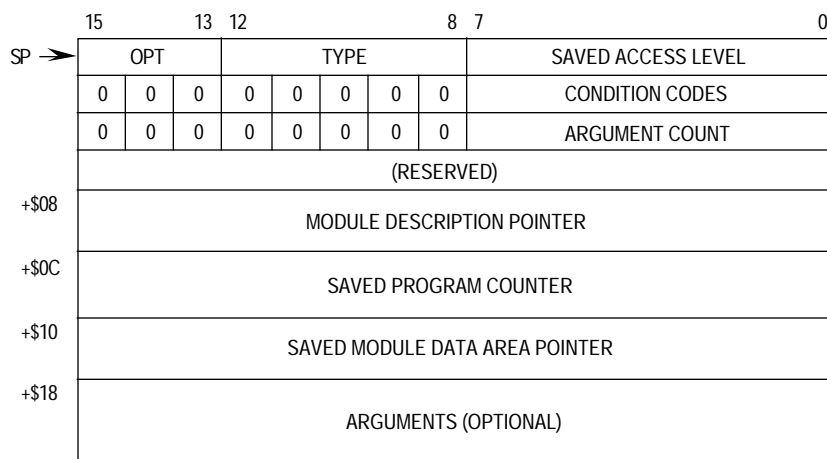 15 13 12 8 7 0
SP OPT TYPE SAVED ACCESS LEVEL
0 0 0 0 0 0 0 0 CONDITION CODES
0 0 0 0 0 0 0 0 ARGUMENT COUNT
(RESERVED)
+$08
MODULE DESCRIPTION POINTER
+$0C
SAVED PROGRAM COUNTER
+$10
SAVED MODULE DATA AREA POINTER
+$18
ARGUMENTS (OPTIONAL)